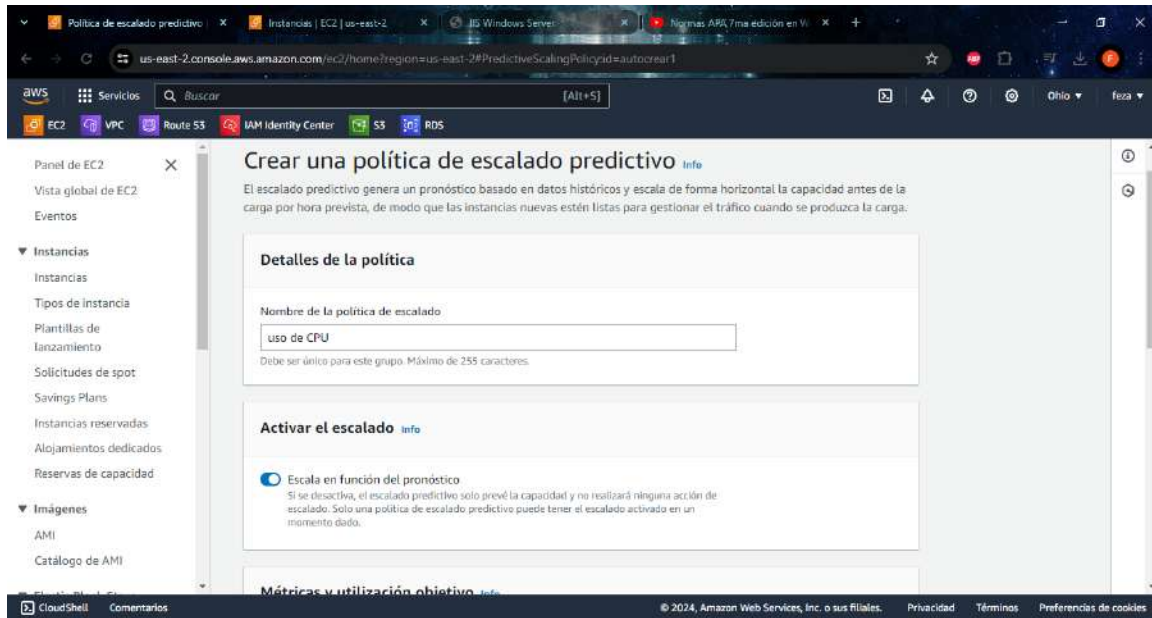 Política de escalado predictivo
Instancias | EC2 | us-east-2
IIS Windows Server
Normas APA 7ma edición en W
us-east-2.console.aws.amazon.com/ec2/home?region=us-east-2#PredictiveScalingPolicy:id=autocrear1
ABP
F
aws
Servicios
Buscar
[Alt+S]
Ohio
feza
EC2
VPC
Route 53
IAM Identity Center
S3
RDS
Panel de EC2
Vista global de EC2
Eventos
Instancias
Instancias
Tipos de instancia
Plantillas de
lanzamiento
Solicitudes de spot
Savings Plans
Instancias reservadas
Alojamientos dedicados
Reservas de capacidad
Imágenes
AMI
Catálogo de AMI
Crear una política de escalado predictivo Info
El escalado predictivo genera un pronóstico basado en datos históricos y escala de forma horizontal la capacidad antes de la
carga por hora prevista, de modo que las instancias nuevas estén listas para gestionar el tráfico cuando se produzca la carga.
Detalles de la política
Nombre de la política de escalado
uso de CPU
Debe ser único para este grupo. Máximo de 255 caracteres.
Activar el escalado Info
Escala en función del pronóstico
Si se desactiva, el escalado predictivo solo prevé la capacidad y no realizará ninguna acción de
escalado. Solo una política de escalado predictivo puede tener el escalado activado en un
momento dado.
Métricas y utilización objetivo Info
CloudShell
Comentarios
© 2024, Amazon Web Services, Inc. o sus filiales.
Privacidad
Términos
Preferencias de cookies